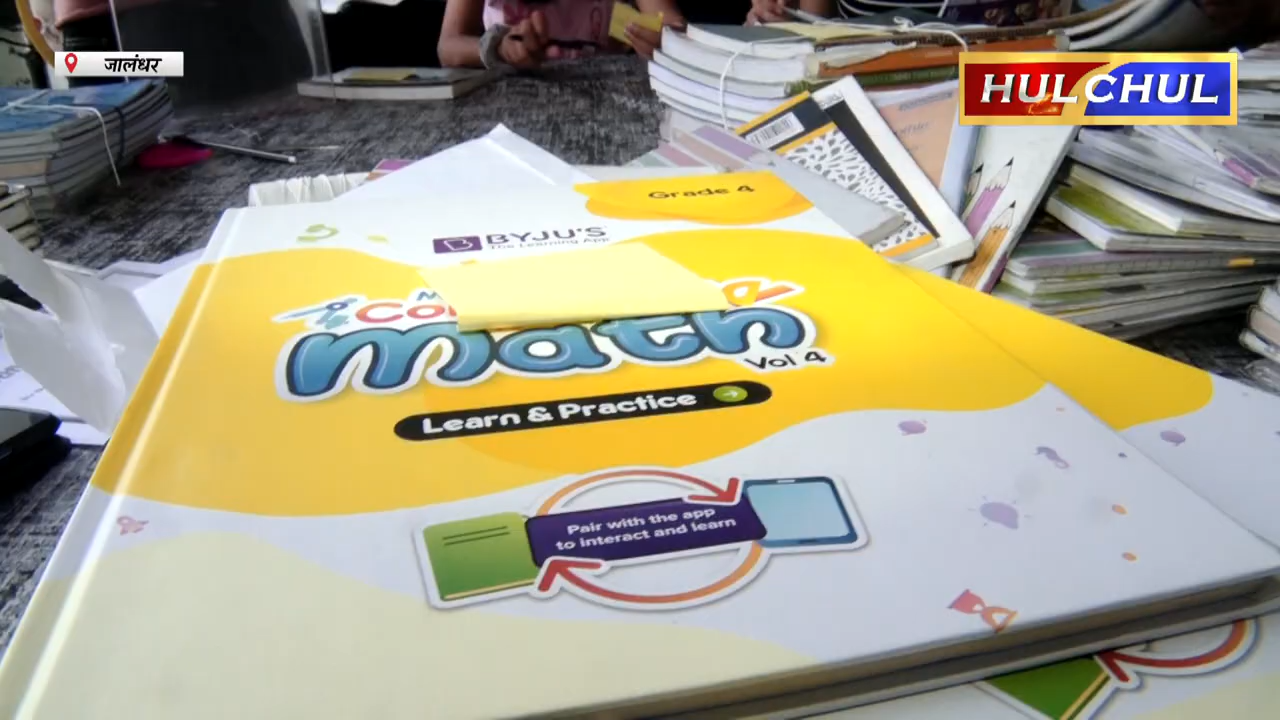 जालंधर
HULCHUL
Grade 4
BYJU'S
The Learning App
math
Vol 4
Learn & Practice
Pair with the app
to interact and learn